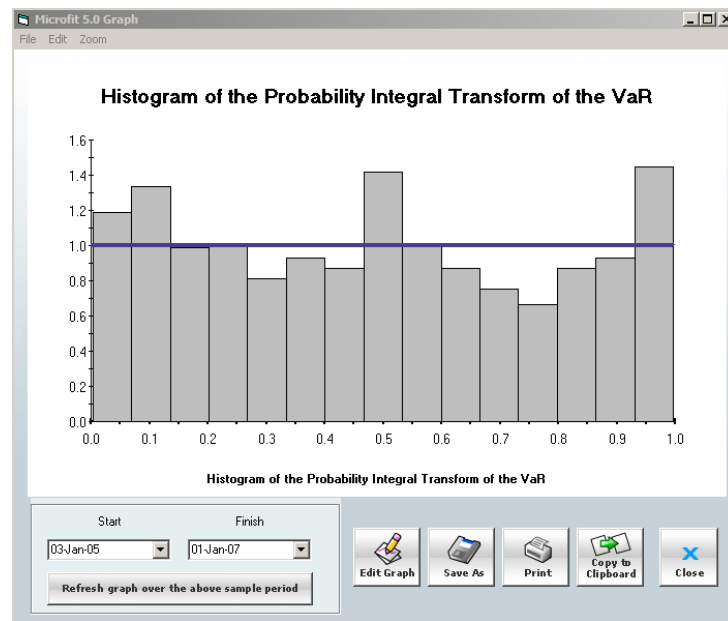 Microfit 5.0 Graph
File Edit Zoom
Histogram of the Probability Integral Transform of the VaR
1.6
1.4
1.2
1.0
0.8
0.6
0.4
0.2
0.0
0.0 0.1 0.2 0.3 0.4 0.5 0.6 0.7 0.8 0.9 1.0
Histogram of the Probability Integral Transform of the VaR
Start Finish
03-Jan-05 01-Jan-07
Refresh graph over the above sample period
Edit Graph
Save As
Print
Copy to
Clipboard
Close